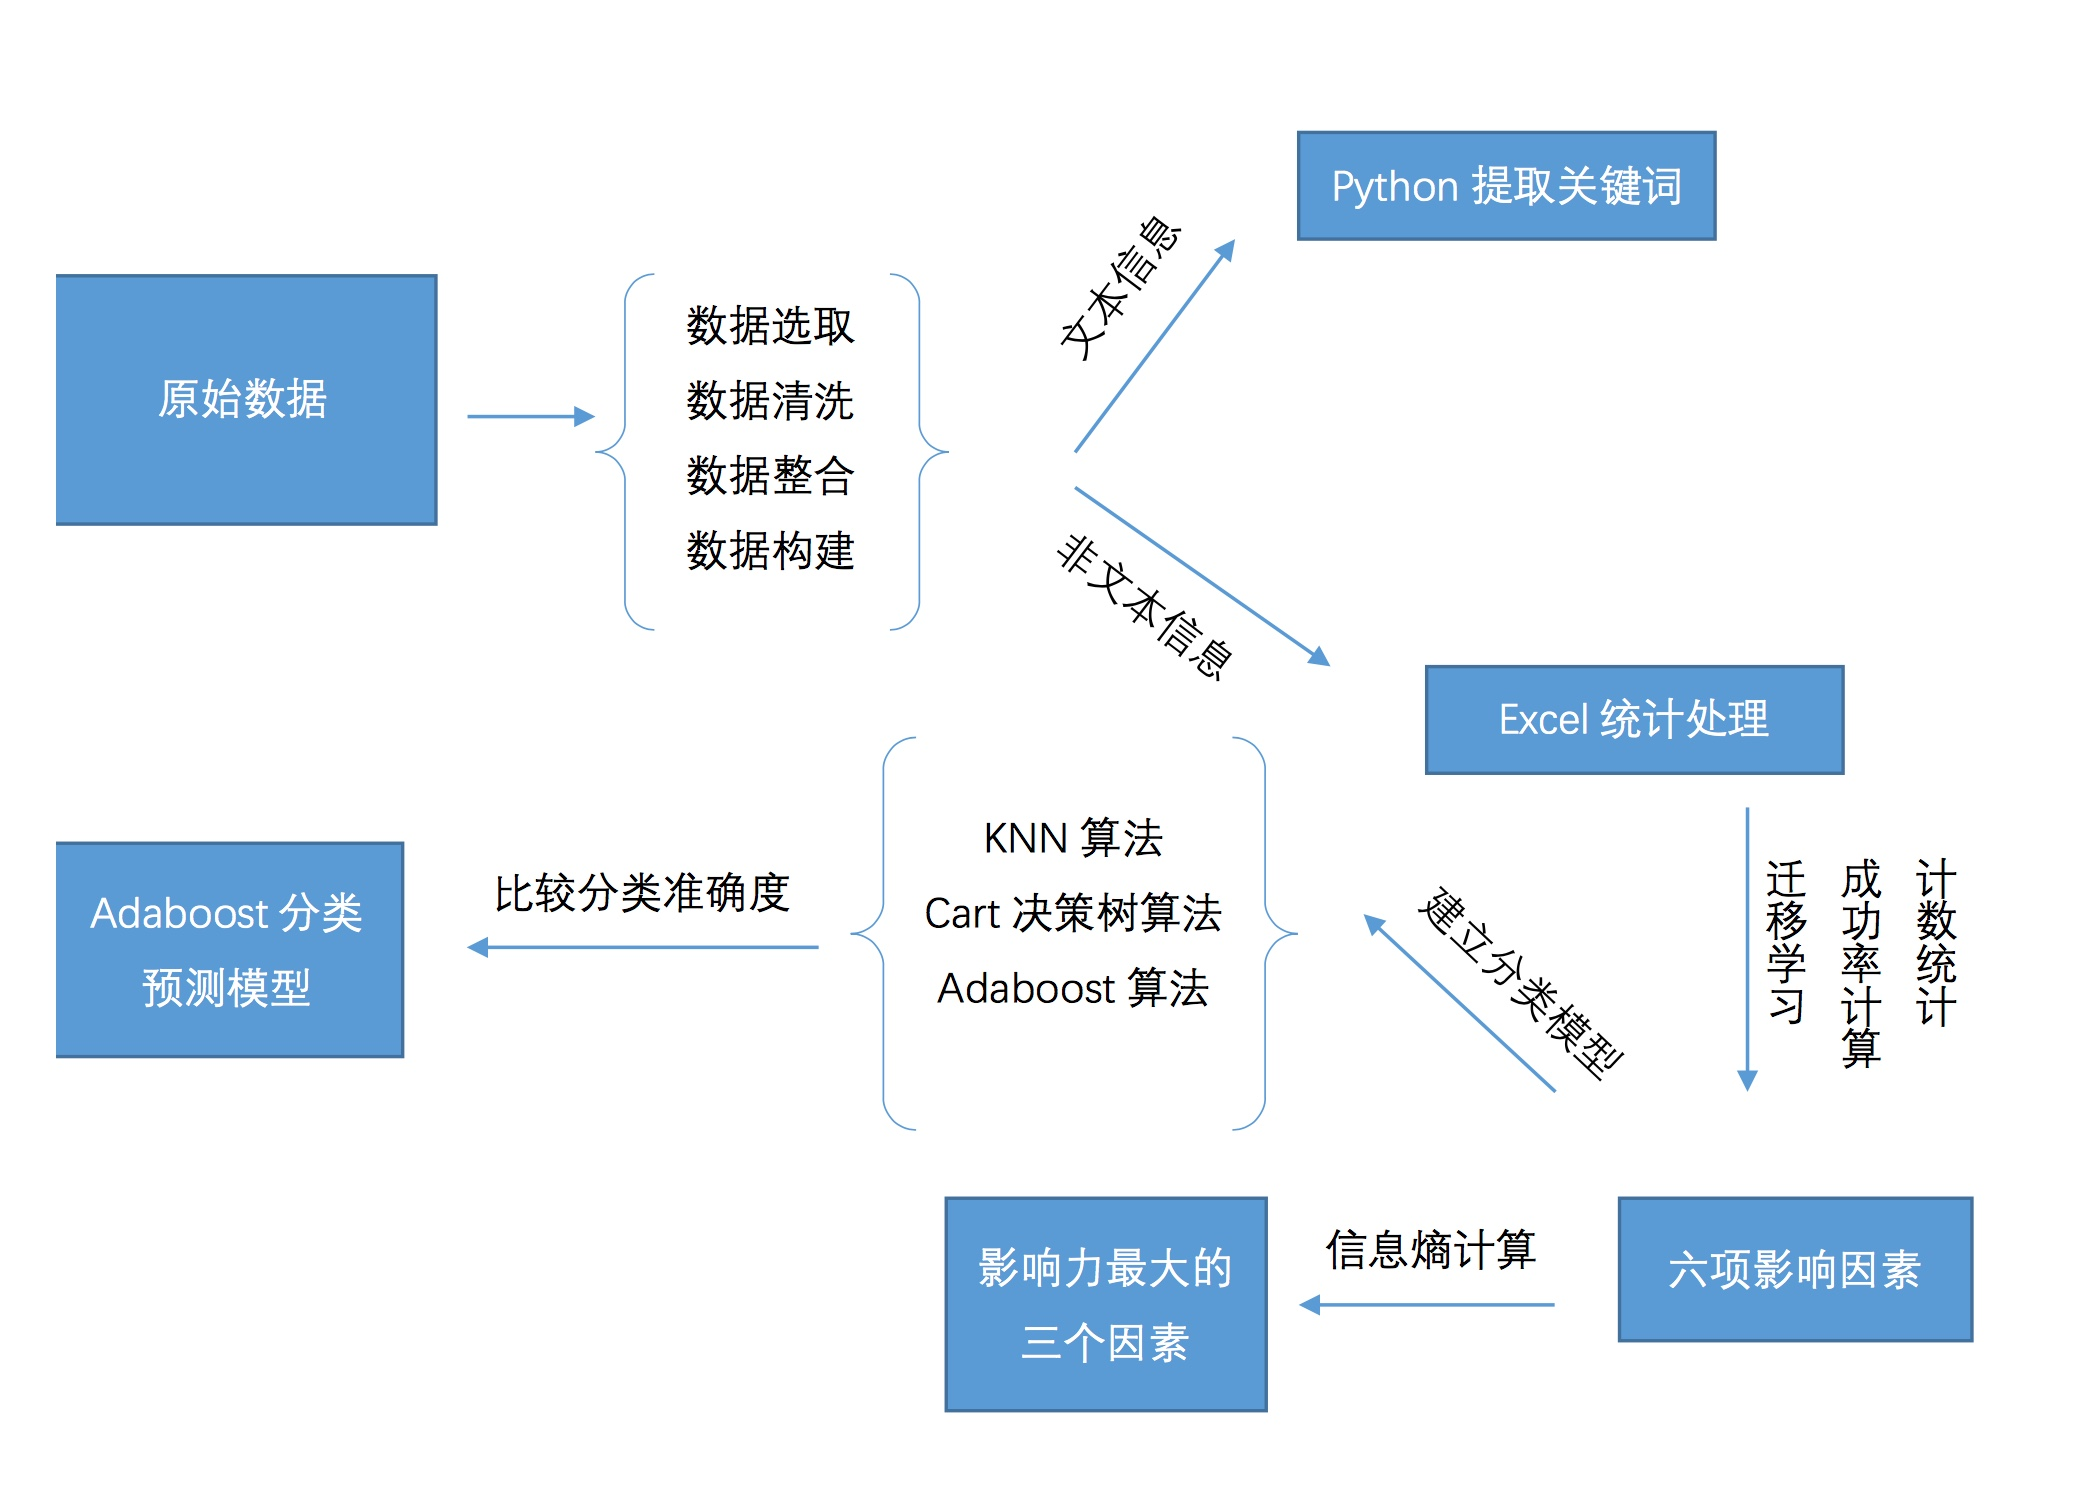 Python 提取关键词
文本信息
原始数据
数据选取
数据清洗
数据整合
数据构建
非文本信息
Excel 统计处理
迁移学习
成功率计算
计数统计
建立分类模型
KNN 算法
Cart 决策树算法
Adaboost 算法
比较分类准确度
Adaboost 分类
预测模型
六项影响因素
信息熵计算
影响力最大的
三个因素